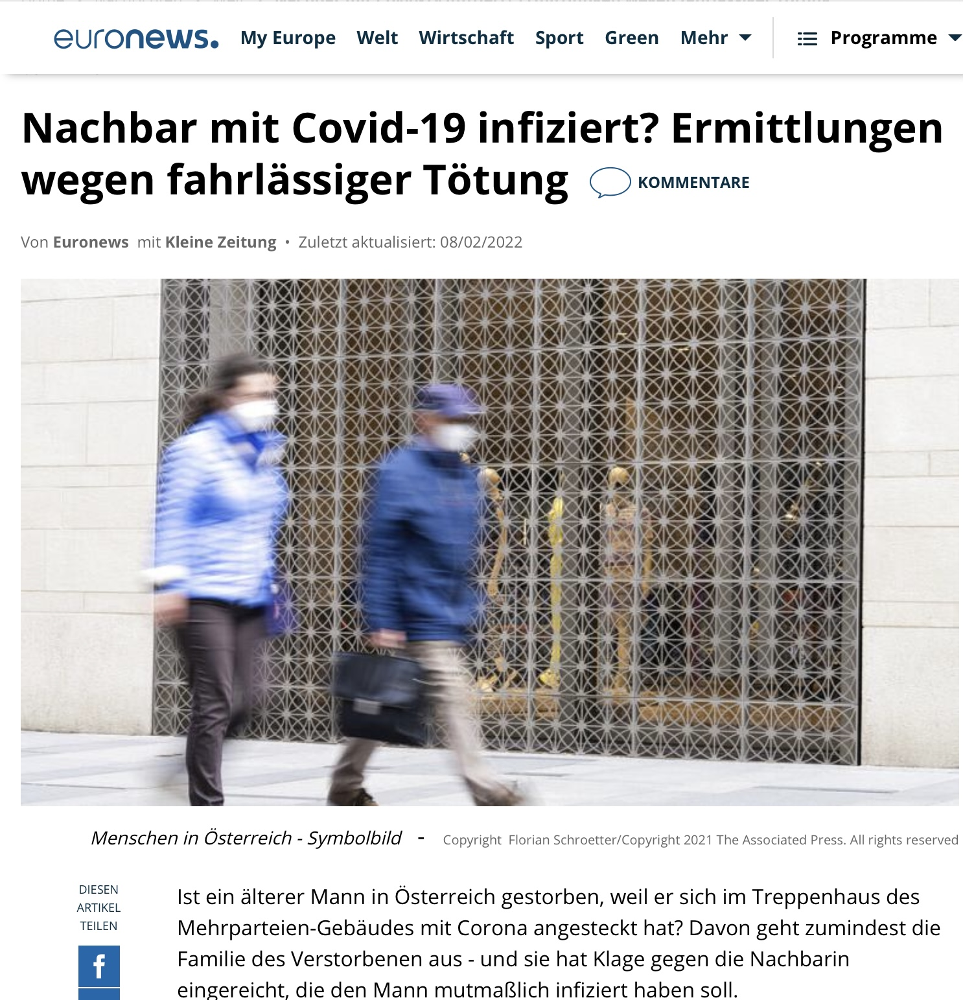 euronews. My Europe Welt Wirtschaft Sport Green Mehr Programme
Nachbar mit Covid-19 infiziert? Ermittlungen
wegen fahrlässiger Tötung KOMMENTARE
Von Euronews mit Kleine Zeitung • Zuletzt aktualisiert: 08/02/2022
Menschen in Österreich - Symbolbild - Copyright Florian Schroetter/Copyright 2021 The Associated Press. All rights reserved
DIESEN
ARTIKEL
TEILEN
f
Ist ein älterer Mann in Österreich gestorben, weil er sich im Treppenhaus des
Mehrparteien-Gebäudes mit Corona angesteckt hat? Davon geht zumindest die
Familie des Verstorbenen aus - und sie hat Klage gegen die Nachbarin
eingereicht, die den Mann mutmaßlich infiziert haben soll.